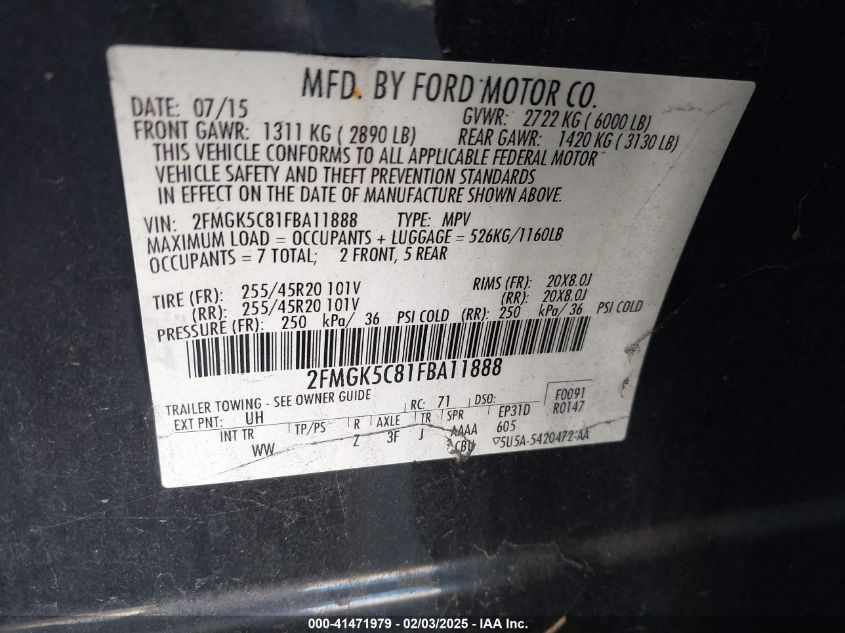 MFD. BY FORD MOTOR CO.
DATE: 07/15 GVWR: 2722 KG ( 6000 LB)
FRONT GAWR: 1311 KG ( 2890 LB) REAR GAWR: 1420 KG ( 3130 LB)
THIS VEHICLE CONFORMS TO ALL APPLICABLE FEDERAL MOTOR
VEHICLE SAFETY AND THEFT PREVENTION STANDARDS
IN EFFECT ON THE DATE OF MANUFACTURE SHOWN ABOVE.
VIN: 2FMGK5C81FBA11888 TYPE: MPV
MAXIMUM LOAD = OCCUPANTS + LUGGAGE = 526KG/1160LB
OCCUPANTS = 7 TOTAL; 2 FRONT, 5 REAR
TIRE (FR): 255/45R20 101V RIMS (FR): 20X8.0J
(RR): 255/45R20 101V (RR): 20X8.0J
PRESSURE (FR): 250 kPa/ 36 PSI COLD (RR): 250 kPa/ 36 PSI COLD
2FMGK5C81FBA11888
TRAILER TOWING - SEE OWNER GUIDE RC: 71 DSO: F0091
EXT PNT: UH R0147
INT TR TP/PS R AXLE TR SPR EP31D
WW Z 3F J AAAA 605
CBU 5U5A-5420472-AA
000-41471979 - 02/03/2025 - IAA Inc.